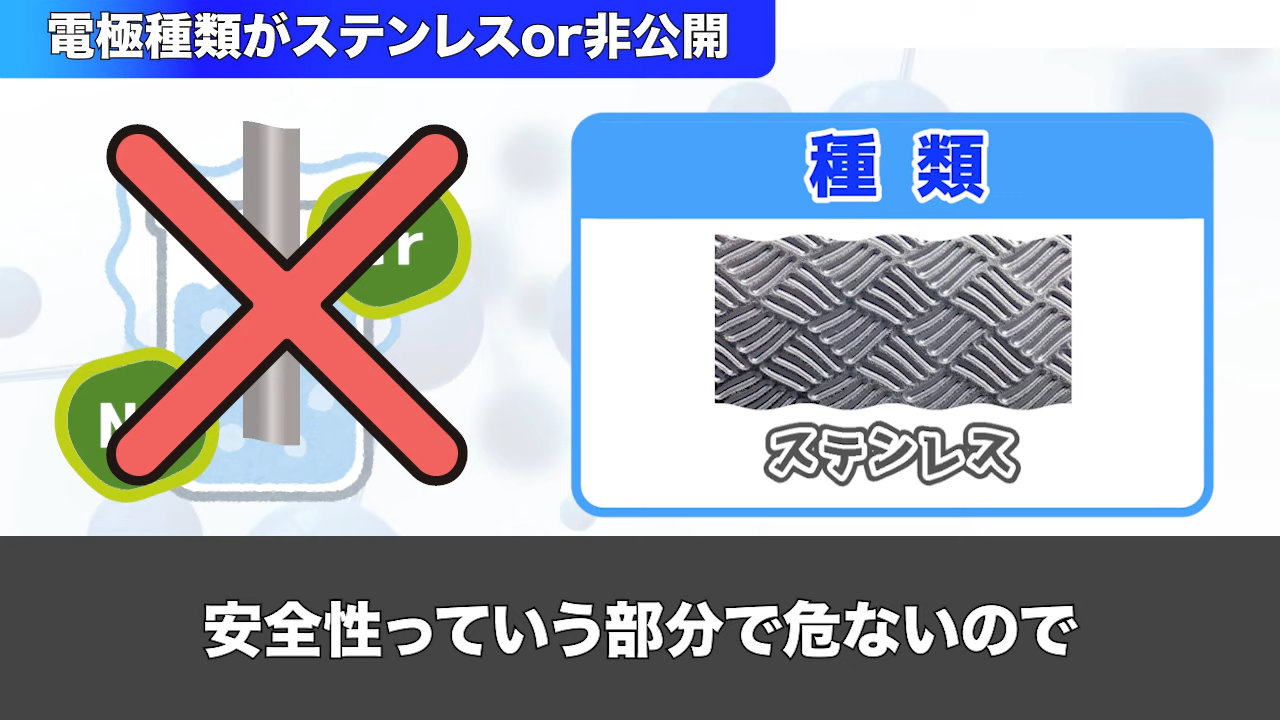 電極種類がステンレスor非公開
種類
ステンレス
安全性っていう部分で危ないので